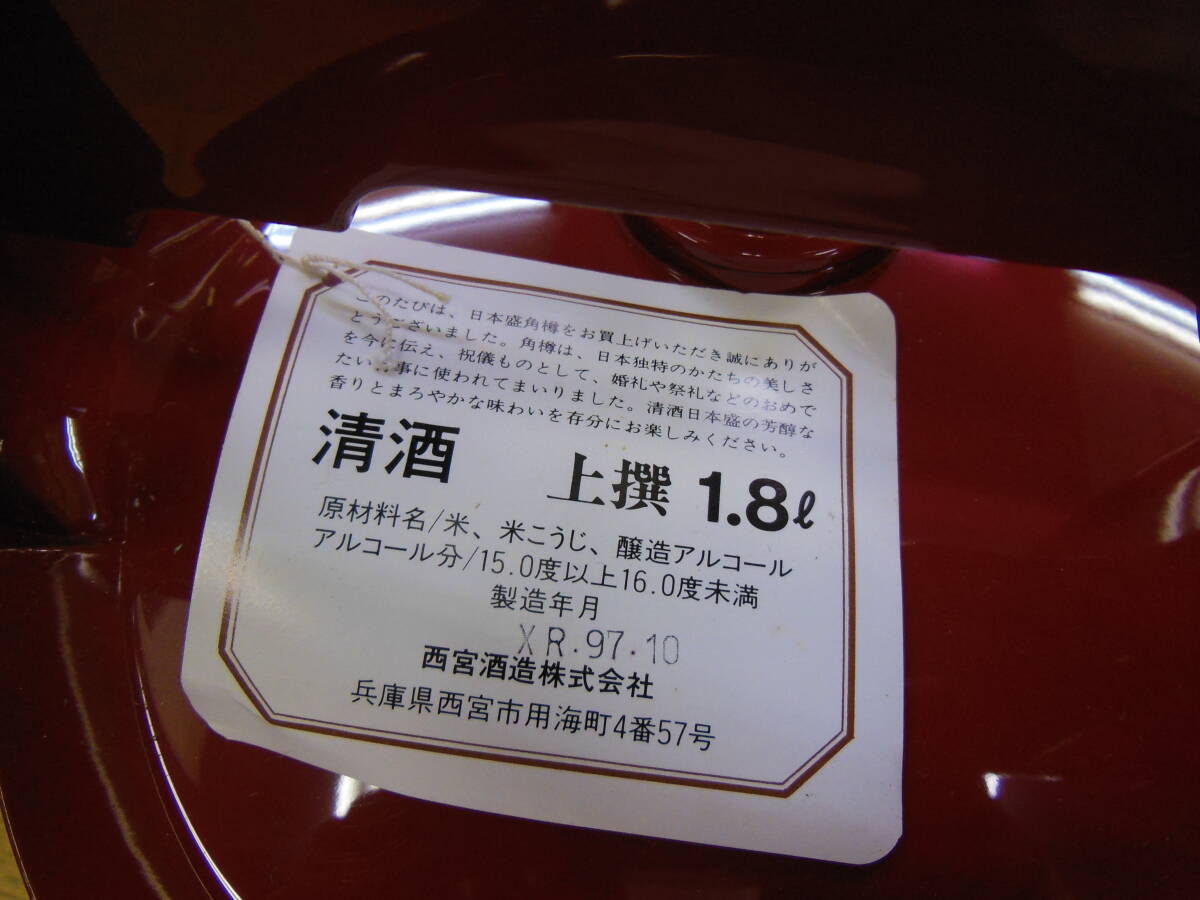 このたびは、日本盛角樽をお買上げいただき誠にありが
とうございました。角樽は、日本独特のかたちの美しさ
を今に伝え、祝儀ものとして、婚礼や祭礼などのおめで
たい事に使われてまいりました。清酒日本盛の芳醇な
香りとまろやかな味わいを存分にお楽しみください。
清酒 上撰 1.8ℓ
原材料名/米、米こうじ、醸造アルコール
アルコール分/15.0度以上16.0度未満
製造年月
XR.97.10
西宮酒造株式会社
兵庫県西宮市用海町4番57号